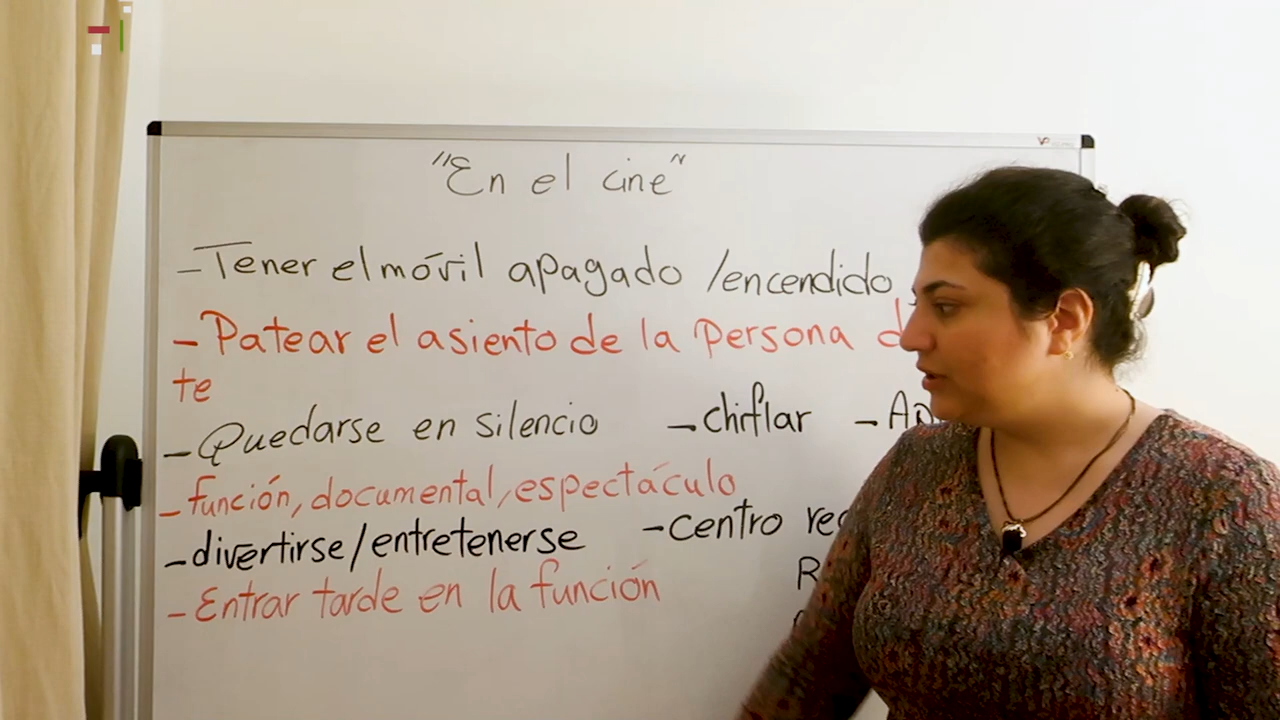 "En el cine"
- Tener el móvil apagado /encendido
- Patear el asiento de la persona
te
- Quedarse en silencio - chiflar
- función, documental, espectáculo
- divertirse/entretenerse - centro
- Entrar tarde en la función